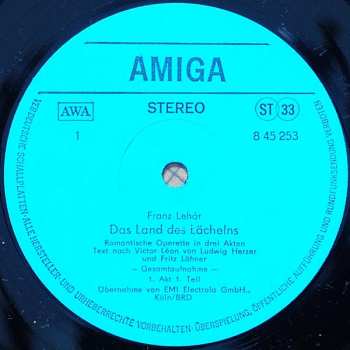 AMIGA
AWA STEREO ST 33
1 8 45 253
Franz Lehár
Das Land des Lächelns
Romantische Operette in drei Akten
Text nach Victor Léon von Ludwig Herzer
und Fritz Löhner
– Gesamtaufnahme –
1. Akt 1. Teil
Übernahme von EMI Electrola GmbH.,
Köln/BRD
VEB DEUTSCHE SCHALLPLATTEN · ALLE HERSTELLER- UND URHEBERRECHTE VORBEHALTEN · ÜBERSPIELUNG, ÖFFENTLICHE AUFFÜHRUNG UND RUNDFUNKSENDUNG VERBOTEN